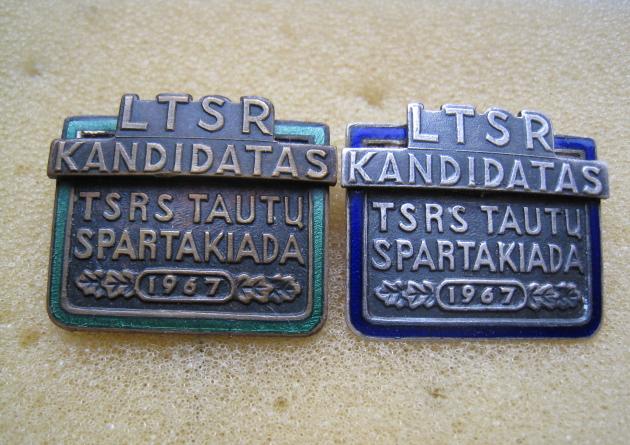 LTSR
KANDIDATAS
TSRS TAUTŲ
SPARTAKIADA
1967
LTSR
KANDIDATAS
TSRS TAUTŲ
SPARTAKIADA
1967